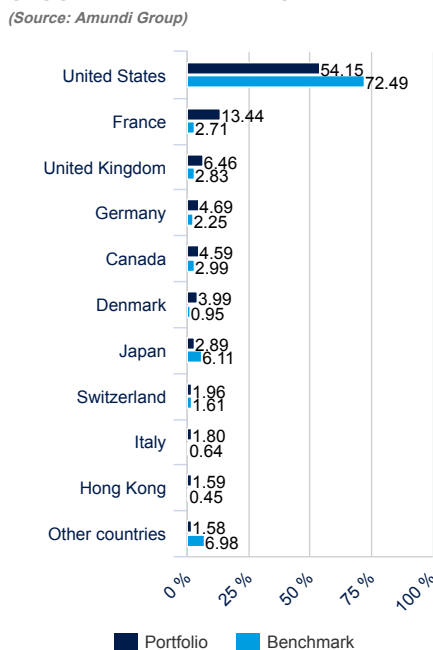 (Source: Amundi Group)
United States
54.15
72.49
France
13.44
2.71
United Kingdom
6.46
2.83
Germany
4.69
2.25
Canada
4.59
2.99
Denmark
3.99
0.95
Japan
2.89
6.11
Switzerland
1.96
1.61
Italy
1.80
0.64
Hong Kong
1.59
0.45
Other countries
1.58
6.98
0 %
25 %
50 %
75 %
100 %
Portfolio
Benchmark